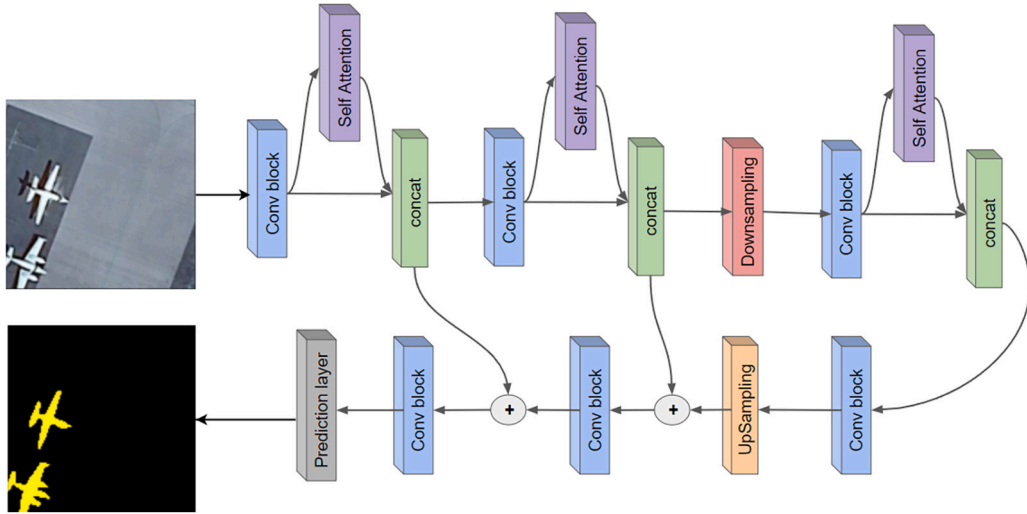 Self Attention
Self Attention
Self Attention
Conv block
concat
Conv block
concat
Downsampling
Conv block
concat
Prediction layer
Conv block
+
Conv block
+
UpSampling
Conv block